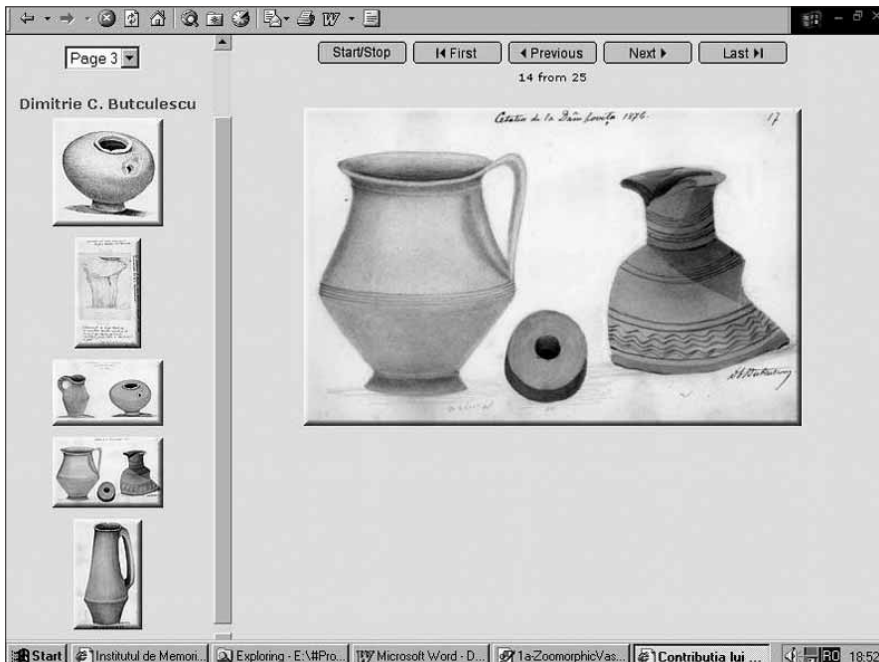 Page 3
Dimitrie C. Butculescu
Start/Stop
First
Previous
Next
Last
14 from 25
Cetatea de la Dâmbovița 1876.
17
Start
Institutul de Memori...
Exploring - E:\#Pro...
Microsoft Word - D...
1a-ZoomorphicVas...
Contributia lui ...
RO
18:52